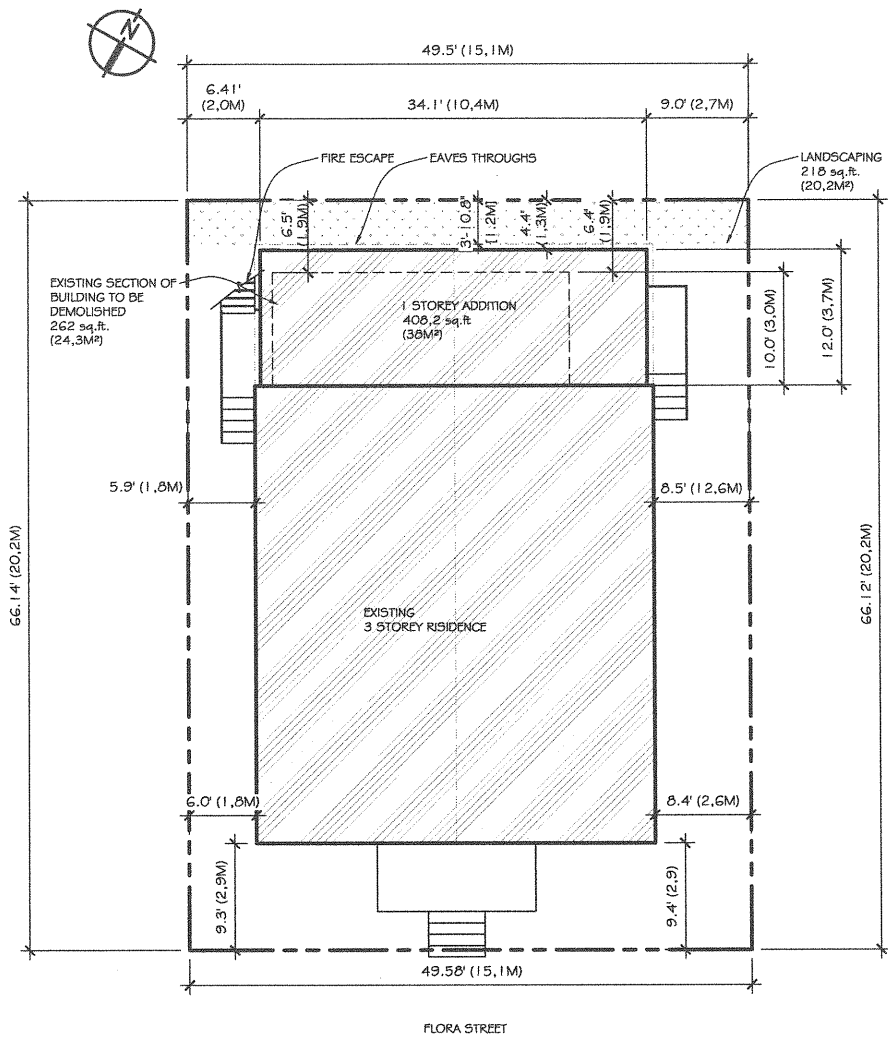 N
49.5' (15,1M)
6.41'
(2,0M)
34.1' (10,4M)
9.0' (2,7M)
FIRE ESCAPE
EAVES THROUGHS
LANDSCAPING
218 sq.ft.
(20,2M²)
6.5'
(1,9M)
3'-10.8"
[1.2M]
4.4'
(1,3M)
6.4'
(1,9M)
EXISTING SECTION OF
BUILDING TO BE
DEMOLISHED
262 sq.ft.
(24,3M²)
1 STOREY ADDITION
408,2 sq.ft
(38M²)
10.0' (3,0M)
12.0' (3,7M)
5.9' (1,8M)
8.5' (12,6M)
66.14' (20,2M)
66.12' (20,2M)
EXISTING
3 STOREY RISIDENCE
6.0' (1,8M)
8.4' (2,6M)
9.3' (2,9M)
9.4' (2,9)
49.58' (15,1M)
FLORA STREET